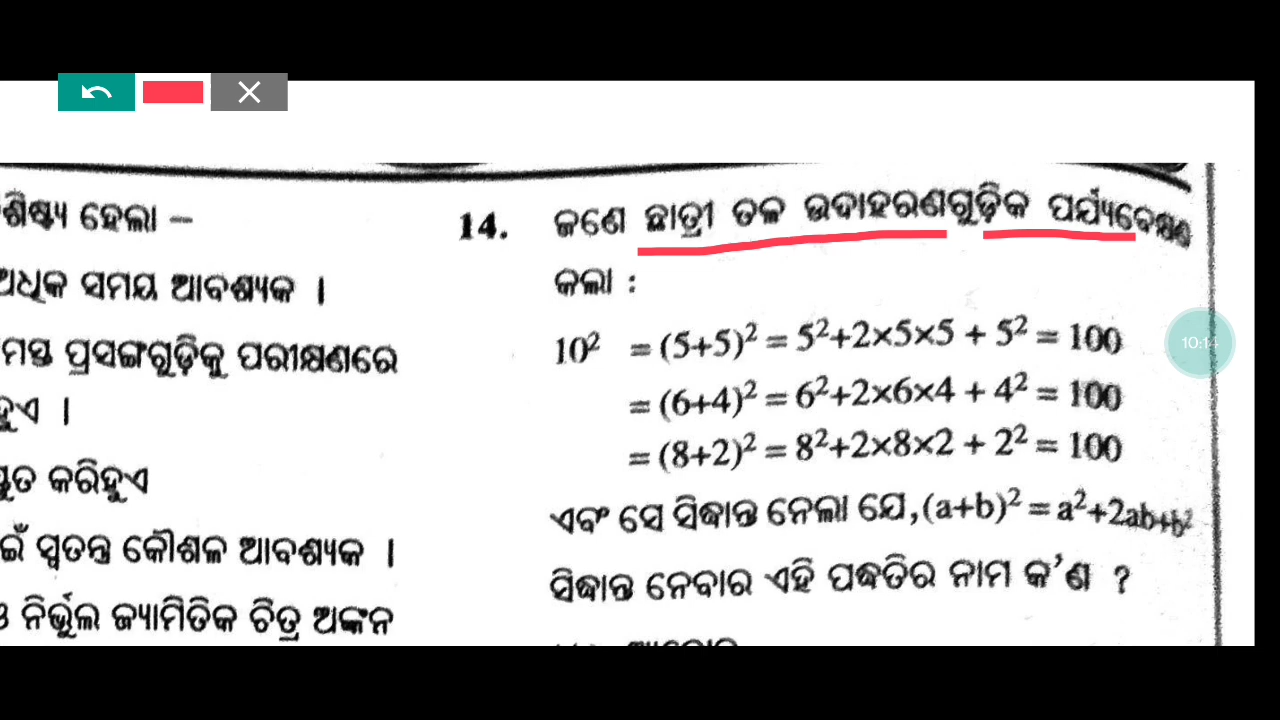 ଶିଷ୍ଟ୍ୟ ହେଲା –
ଅଧିକ ସମୟ ଆବଶ୍ୟକ ।
ମସ୍ତ ପ୍ରସଙ୍ଗଗୁଡ଼ିକୁ ପରୀକ୍ଷଣରେ
ହୁଏ ।
ସ୍ତୁତ କରିହୁଏ
ଇଁ ସ୍ୱତନ୍ତ୍ର କୌଶଳ ଆବଶ୍ୟକ ।
ଓ ନିର୍ଭୁଲ ଜ୍ୟାମିତିକ ଚିତ୍ର ଅଙ୍କନ
14. ଜଣେ ଛାତ୍ରୀ ତଳ ଉଦାହରଣଗୁଡ଼ିକ ପର୍ଯ୍ୟବେକ୍ଷଣ
କଲା :
10² = (5+5)² = 5²+2×5×5 + 5² = 100
= (6+4)² = 6²+2×6×4 + 4² = 100
= (8+2)² = 8²+2×8×2 + 2² = 100
ଏବଂ ସେ ସିଦ୍ଧାନ୍ତ ନେଲା ଯେ,(a+b)² = a²+2ab+b²
ସିଦ୍ଧାନ୍ତ ନେବାର ଏହି ପଦ୍ଧତିର ନାମ କ'ଣ ?
10:14